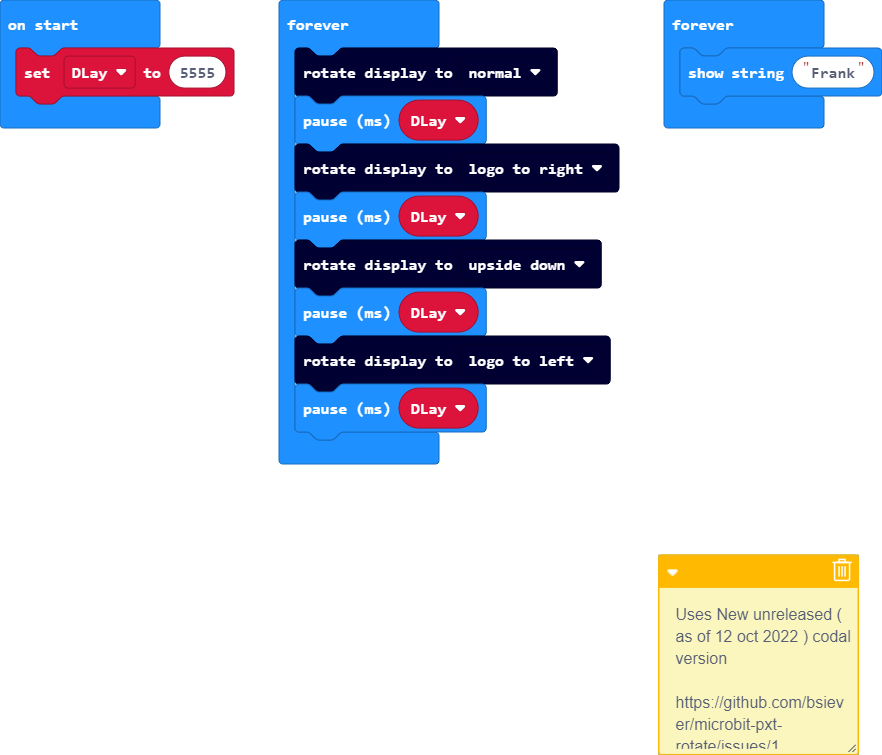 on start
set DLay to 5555
forever
rotate display to normal
pause (ms) DLay
rotate display to logo to right
pause (ms) DLay
rotate display to upside down
pause (ms) DLay
rotate display to logo to left
pause (ms) DLay
forever
show string "Frank"
Uses New unreleased (
as of 12 oct 2022 ) codal
version
https://github.com/bsiev
er/microbit-pxt-
rotate/issues/1